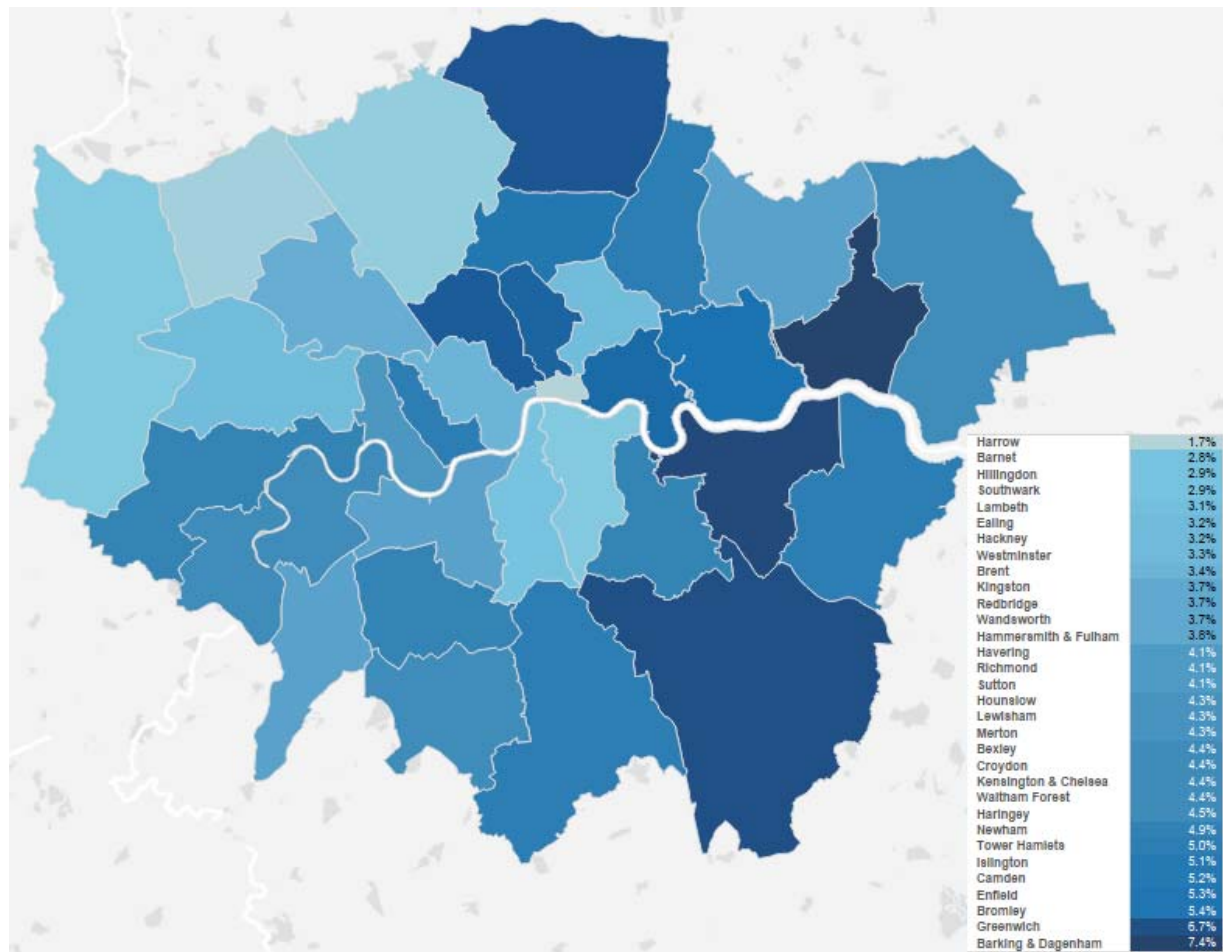 Harrow 1.7%
Barnet 2.8%
Hillingdon 2.9%
Southwark 2.9%
Lambeth 3.1%
Ealing 3.2%
Hackney 3.2%
Westminster 3.3%
Brent 3.4%
Kingston 3.7%
Redbridge 3.7%
Wandsworth 3.7%
Hammersmith & Fulham 3.8%
Havering 4.1%
Richmond 4.1%
Sutton 4.1%
Hounslow 4.3%
Lewisham 4.3%
Merton 4.3%
Bexley 4.4%
Croydon 4.4%
Kensington & Chelsea 4.4%
Waltham Forest 4.4%
Haringey 4.5%
Newham 4.9%
Tower Hamlets 5.0%
Islington 5.1%
Camden 5.2%
Enfield 5.3%
Bromley 5.4%
Greenwich 6.7%
Barking & Dagenham 7.4%